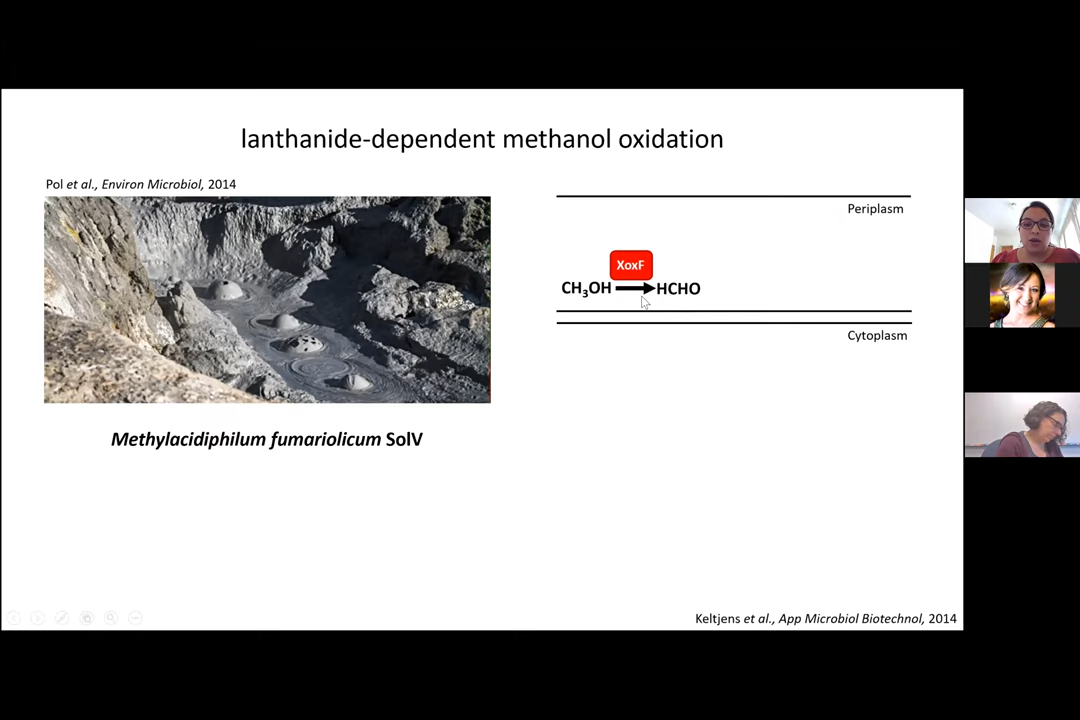 lanthanide-dependent methanol oxidation
Pol et al., Environ Microbiol, 2014
Periplasm
XoxF
CH₃OH HCHO
Cytoplasm
Methylacidiphilum fumariolicum SolV
Keltjens et al., App Microbiol Biotechnol, 2014